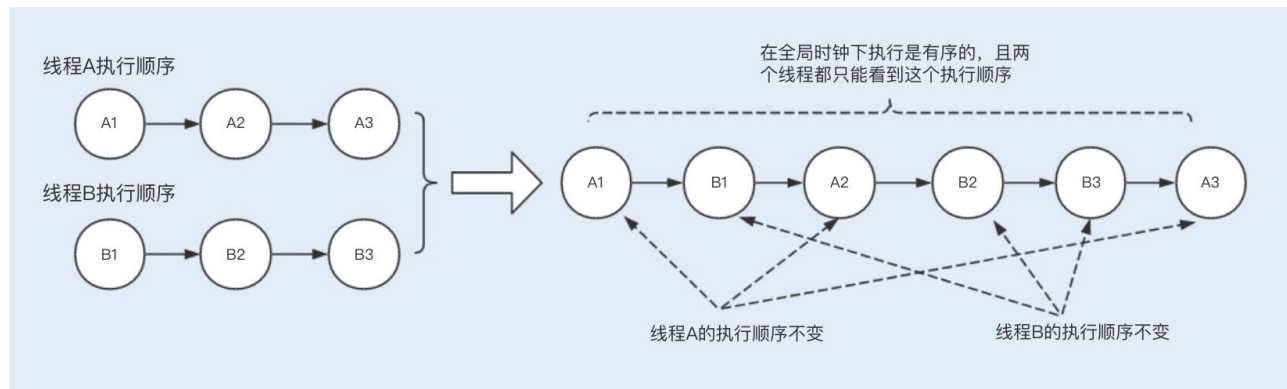 线程A执行顺序
A1
A2
A3
线程B执行顺序
B1
B2
B3
在全局时钟下执行是有序的，且两
个线程都只能看到这个执行顺序
A1
B1
A2
B2
B3
A3
线程A的执行顺序不变
线程B的执行顺序不变